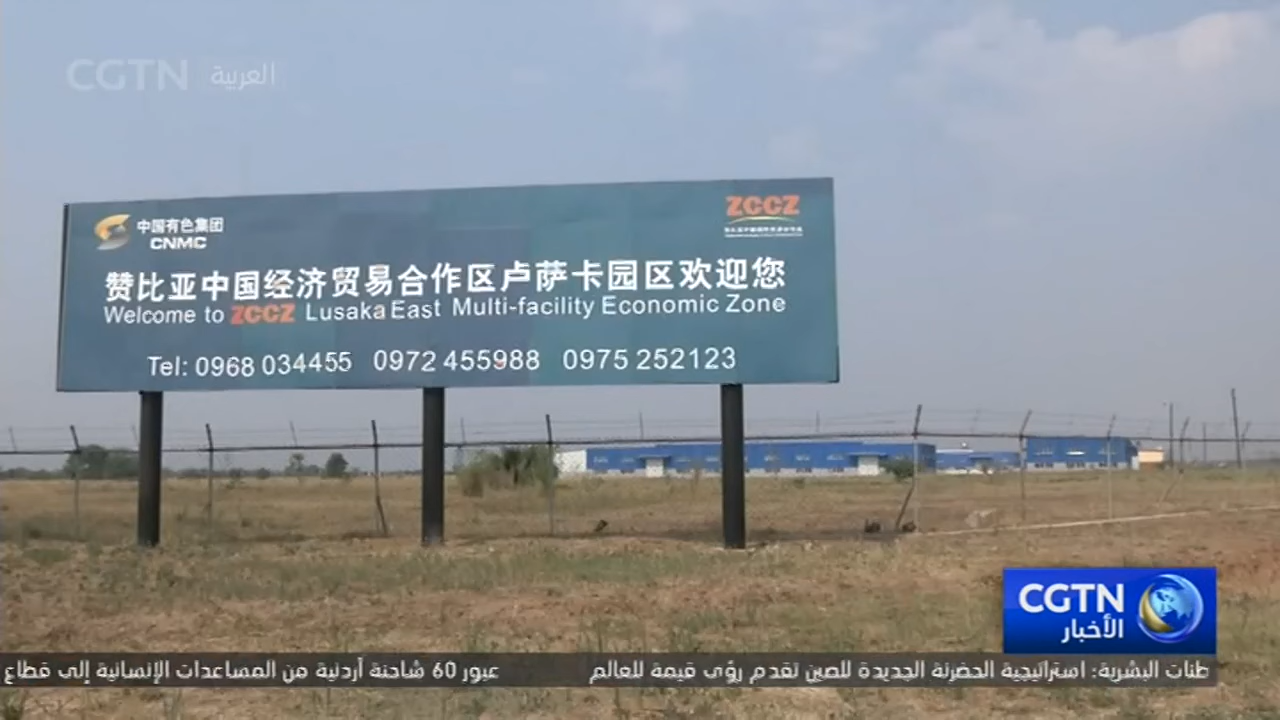 CGTN العربية
中国有色集团
CNMC
ZCCZ
赞比亚中国经济贸易合作区卢萨卡园区欢迎您
Welcome to ZCCZ Lusaka East Multi-facility Economic Zone
Tel: 0968 034455 0972 455988 0975 252123
CGTN
الأخبار
طنات البشرية: استراتيجية الحضرنة الجديدة للصين تقدم رؤى قيمة للعالم
عبور 60 شاحنة أردنية من المساعدات الإنسانية إلى قطاع